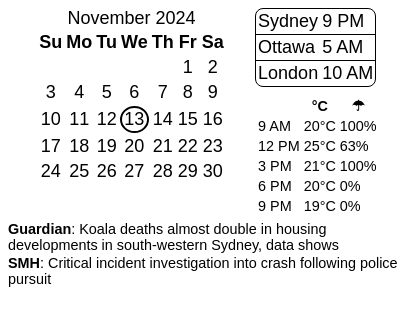 November 2024
Su Mo Tu We Th Fr Sa
1 2
3 4 5 6 7 8 9
10 11 12 13 14 15 16
17 18 19 20 21 22 23
24 25 26 27 28 29 30
Sydney 9 PM
Ottawa 5 AM
London 10 AM
°C ☂
9 AM 20°C 100%
12 PM 25°C 63%
3 PM 21°C 100%
6 PM 20°C 0%
9 PM 19°C 0%
Guardian: Koala deaths almost double in housing
developments in south-western Sydney, data shows
SMH: Critical incident investigation into crash following police
pursuit